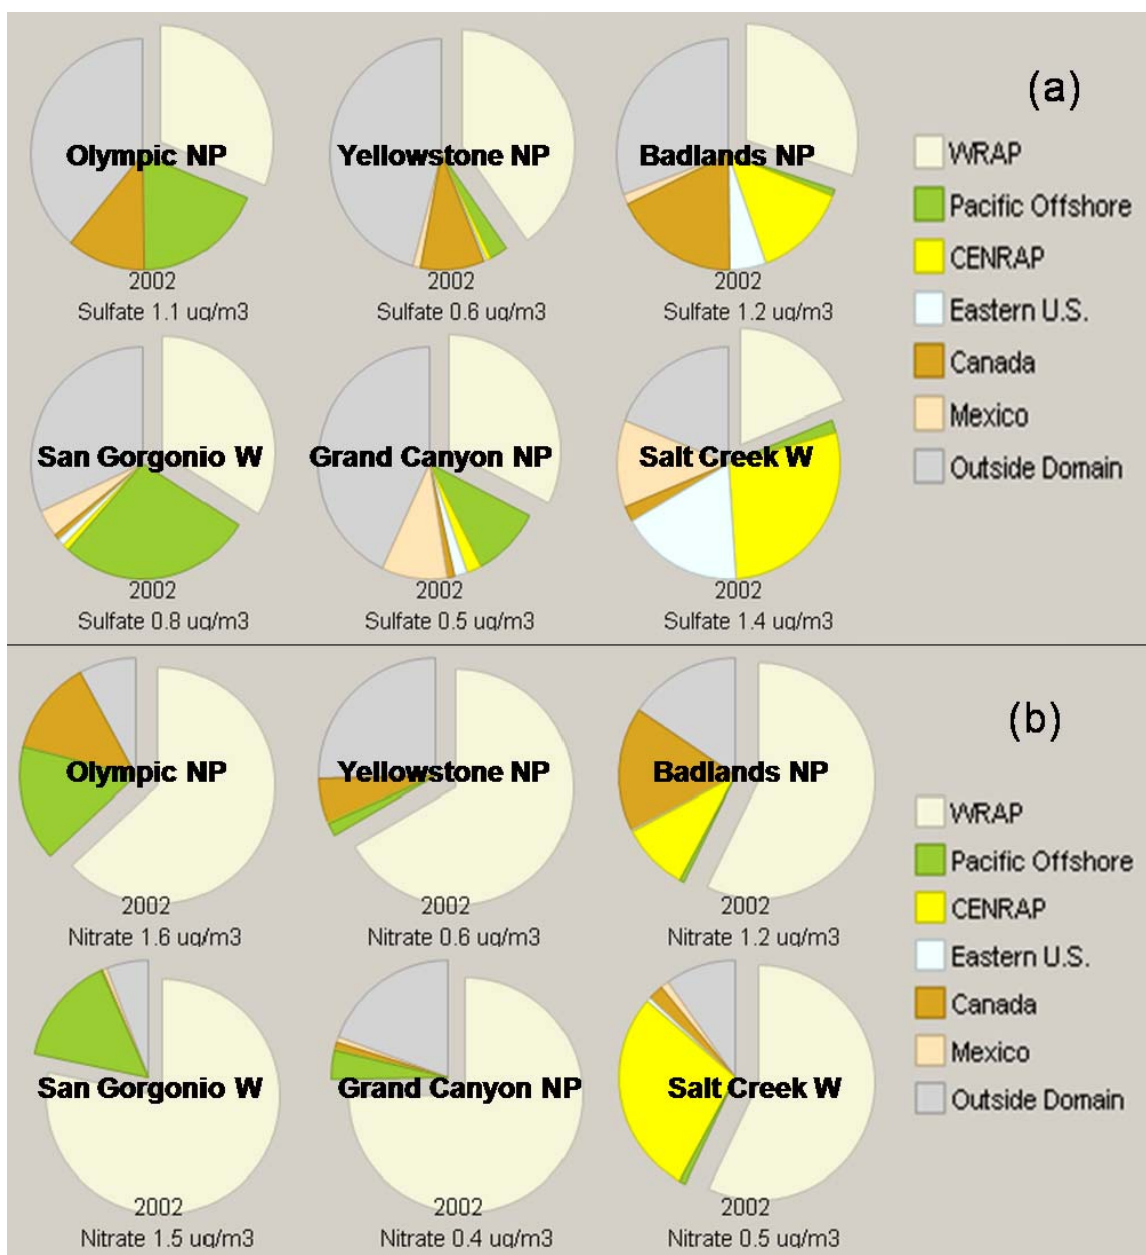 (a)
Olympic NP
2002
Sulfate 1.1 ug/m3
Yellowstone NP
2002
Sulfate 0.6 ug/m3
Badlands NP
2002
Sulfate 1.2 ug/m3
San Gorgonio W
2002
Sulfate 0.8 ug/m3
Grand Canyon NP
2002
Sulfate 0.5 ug/m3
Salt Creek W
2002
Sulfate 1.4 ug/m3
WRAP
Pacific Offshore
CENRAP
Eastern U.S.
Canada
Mexico
Outside Domain
(b)
Olympic NP
2002
Nitrate 1.6 ug/m3
Yellowstone NP
2002
Nitrate 0.6 ug/m3
Badlands NP
2002
Nitrate 1.2 ug/m3
San Gorgonio W
2002
Nitrate 1.5 ug/m3
Grand Canyon NP
2002
Nitrate 0.4 ug/m3
Salt Creek W
2002
Nitrate 0.5 ug/m3
WRAP
Pacific Offshore
CENRAP
Eastern U.S.
Canada
Mexico
Outside Domain